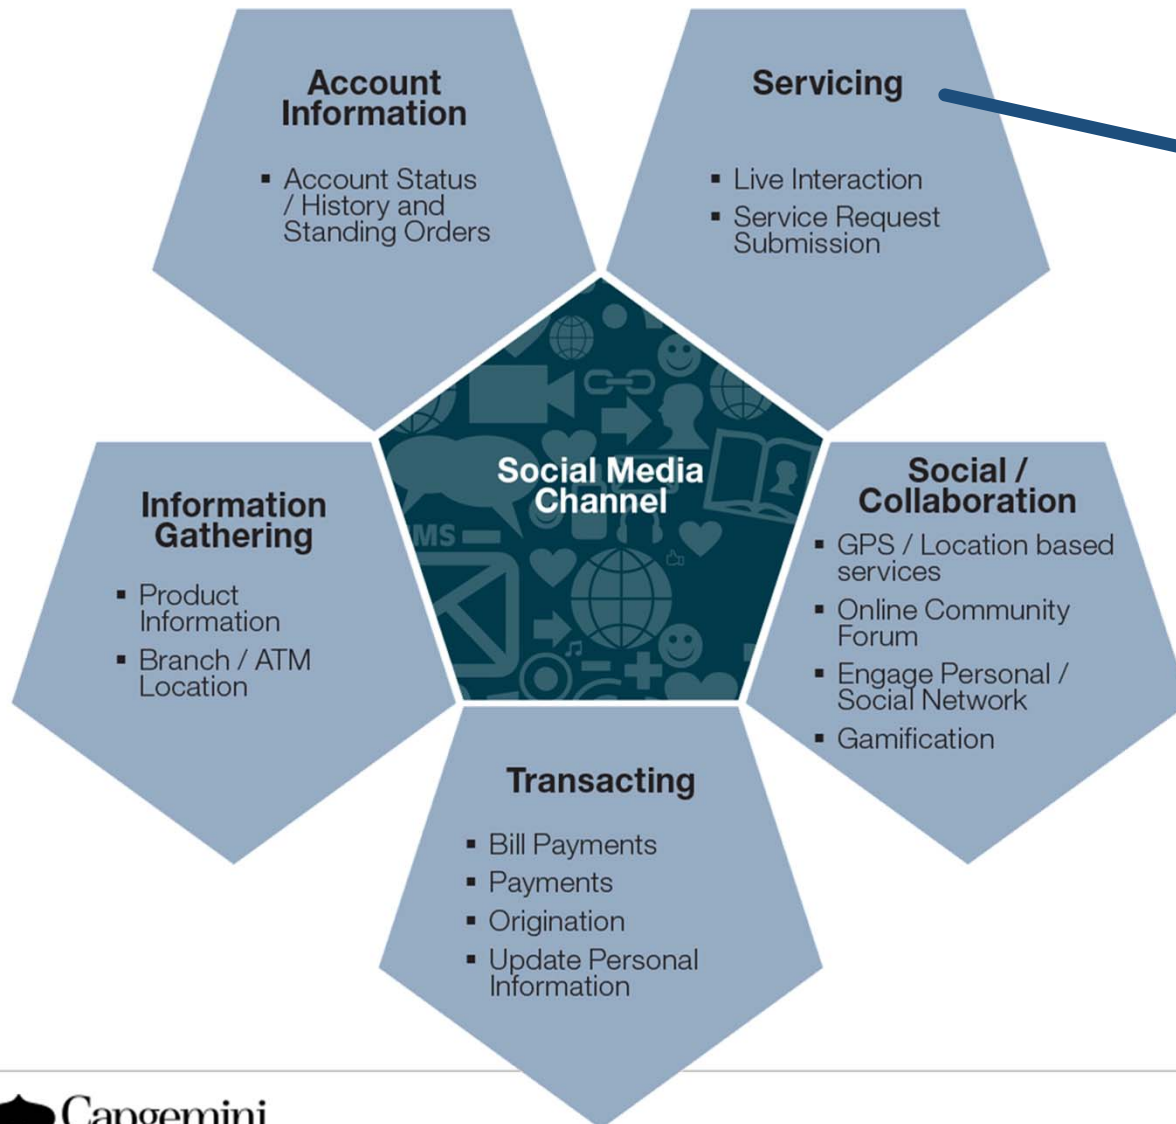 Account
Information
▪ Account Status
/ History and
Standing Orders
Servicing
▪ Live Interaction
▪ Service Request
Submission
Social Media
Channel
MS
Information
Gathering
▪ Product
Information
▪ Branch / ATM
Location
Social /
Collaboration
▪ GPS / Location based
services
▪ Online Community
Forum
▪ Engage Personal /
Social Network
▪ Gamification
Transacting
▪ Bill Payments
▪ Payments
▪ Origination
▪ Update Personal
Information
Capgemini